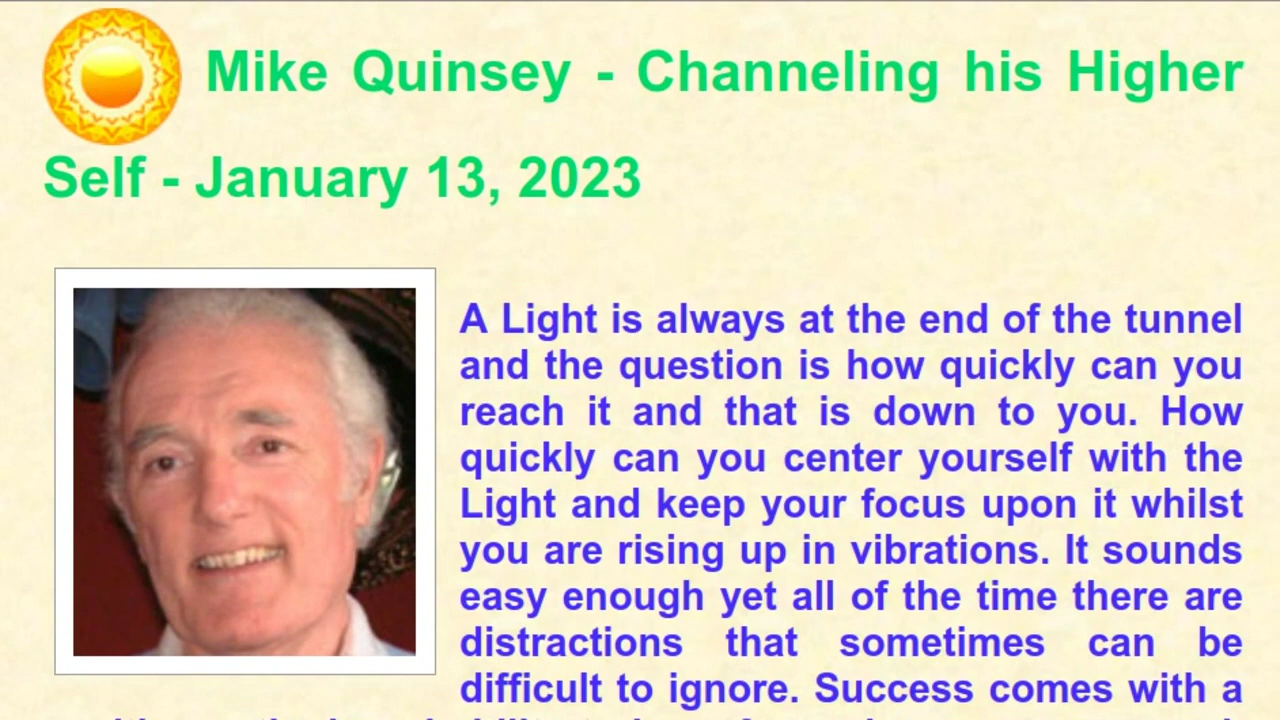 Mike Quinsey - Channeling his Higher
Self - January 13, 2023
A Light is always at the end of the tunnel
and the question is how quickly can you
reach it and that is down to you. How
quickly can you center yourself with the
Light and keep your focus upon it whilst
you are rising up in vibrations. It sounds
easy enough yet all of the time there are
distractions that sometimes can be
difficult to ignore. Success comes with a